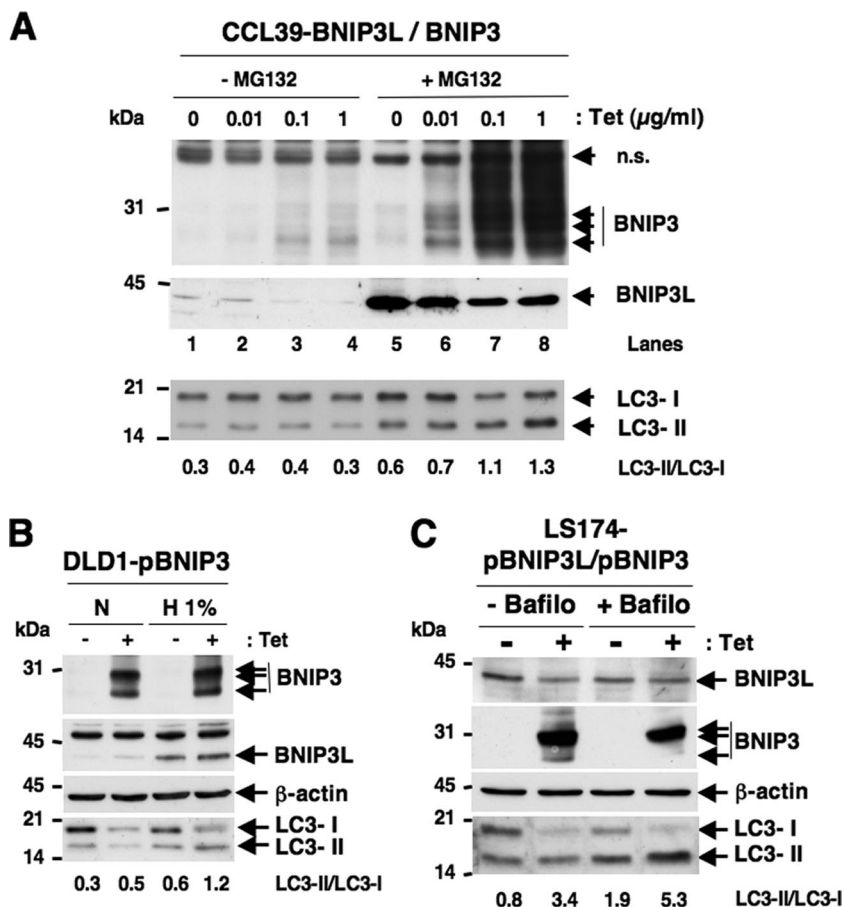 A
CCL39-BNIP3L / BNIP3
- MG132 + MG132
kDa 0 0.01 0.1 1 0 0.01 0.1 1 : Tet (µg/ml)
n.s.
31
BNIP3
45
BNIP3L
1 2 3 4 5 6 7 8 Lanes
21
LC3- I
LC3- II
14
0.3 0.4 0.4 0.3 0.6 0.7 1.1 1.3 LC3-II/LC3-I
B
DLD1-pBNIP3
N H 1%
kDa - + - + : Tet
31
BNIP3
45
BNIP3L
45
β-actin
21
LC3- I
LC3- II
14
0.3 0.5 0.6 1.2 LC3-II/LC3-I
C
LS174-
pBNIP3L/pBNIP3
- Bafilo + Bafilo
kDa - + - + : Tet
45
BNIP3L
31
BNIP3
45
β-actin
21
LC3- I
LC3- II
14
0.8 3.4 1.9 5.3 LC3-II/LC3-I